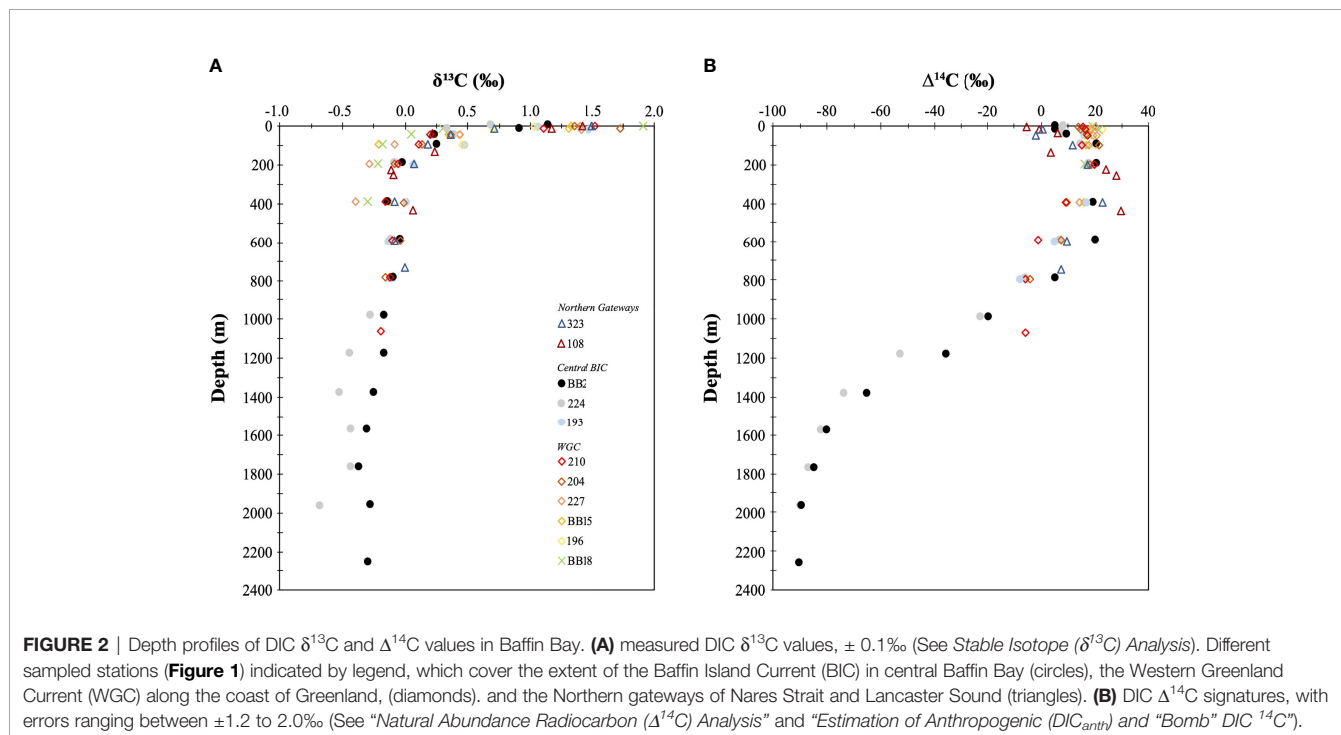 A
δ¹³C (‰)
-1.0 -0.5 0.0 0.5 1.0 1.5 2.0
0
200
400
600
800
1000
1200
1400
1600
1800
2000
2200
2400
Depth (m)
Northern Gateways
323
108
Central BIC
BB2
224
193
WGC
210
204
227
BB15
196
BB18
B
Δ¹⁴C (‰)
-100 -80 -60 -40 -20 0 20 40
0
200
400
600
800
1000
1200
1400
1600
1800
2000
2200
2400
Depth (m)
FIGURE 2 | Depth profiles of DIC δ¹³C and Δ¹⁴C values in Baffin Bay. (A) measured DIC δ¹³C values, ± 0.1‰ (See Stable Isotope (δ¹³C) Analysis). Different
sampled stations (Figure 1) indicated by legend, which cover the extent of the Baffin Island Current (BIC) in central Baffin Bay (circles), the Western Greenland
Current (WGC) along the coast of Greenland, (diamonds). and the Northern gateways of Nares Strait and Lancaster Sound (triangles). (B) DIC Δ¹⁴C signatures, with
errors ranging between ±1.2 to 2.0‰ (See “Natural Abundance Radiocarbon (Δ¹⁴C) Analysis” and “Estimation of Anthropogenic (DICanth) and “Bomb” DIC ¹⁴C”).